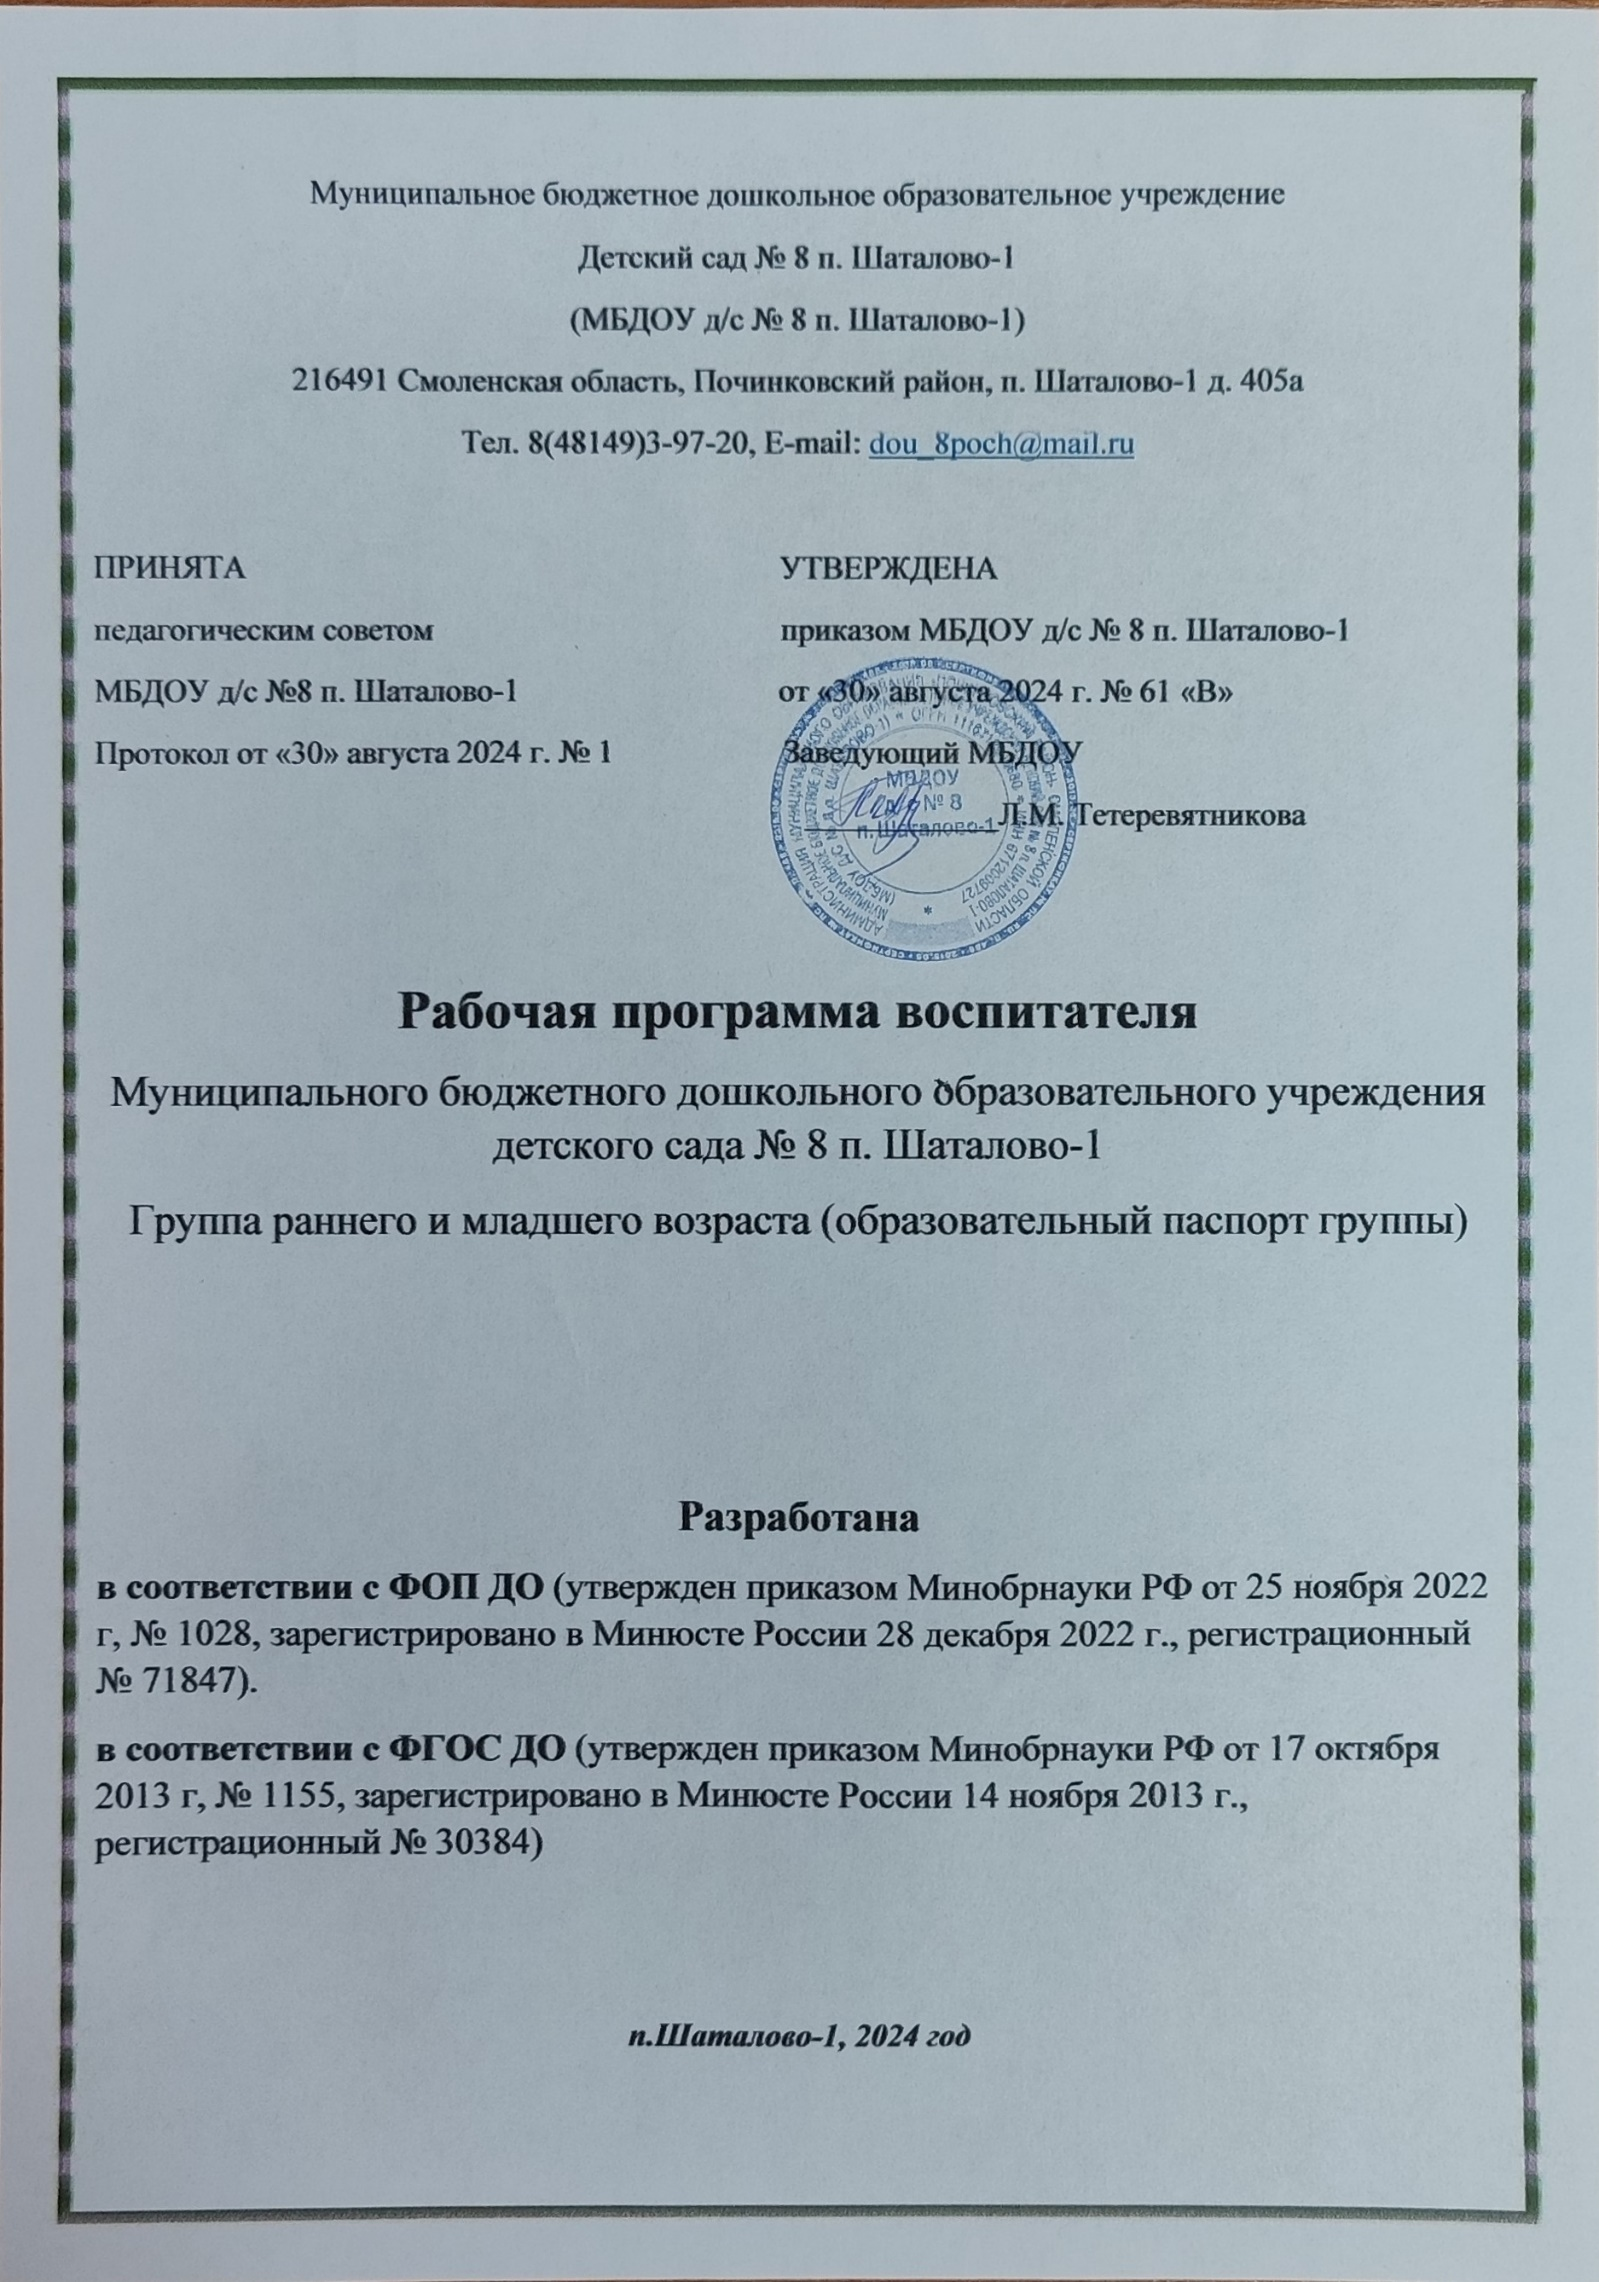 Муниципальное бюджетное дошкольное образовательное учреждение
Детский сад № 8 п. Шаталово-1
(МБДОУ д/с № 8 п. Шаталово-1)
216491 Смоленская область, Починковский район, п. Шаталово-1 д. 405а
Тел. 8(48149)3-97-20, E-mail: dou_8poch@mail.ru
ПРИНЯТА
педагогическим советом
МБДОУ д/с №8 п. Шаталово-1
Протокол от «30» августа 2024 г. № 1
УТВЕРЖДЕНА
приказом МБДОУ д/с № 8 п. Шаталово-1
от «30» августа 2024 г. № 61 «В»
Заведующий МБДОУ
Л.М. Тетеревятникова
МБДОУ
д/с № 8
п. Шаталово-1
Рабочая программа воспитателя
Муниципального бюджетного дошкольного образовательного учреждения
детского сада № 8 п. Шаталово-1
Группа раннего и младшего возраста (образовательный паспорт группы)
Разработана
в соответствии с ФОП ДО (утвержден приказом Минобрнауки РФ от 25 ноября 2022
г, № 1028, зарегистрировано в Минюсте России 28 декабря 2022 г., регистрационный
№ 71847).
в соответствии с ФГОС ДО (утвержден приказом Минобрнауки РФ от 17 октября
2013 г, № 1155, зарегистрировано в Минюсте России 14 ноября 2013 г.,
регистрационный № 30384)
п.Шаталово-1, 2024 год